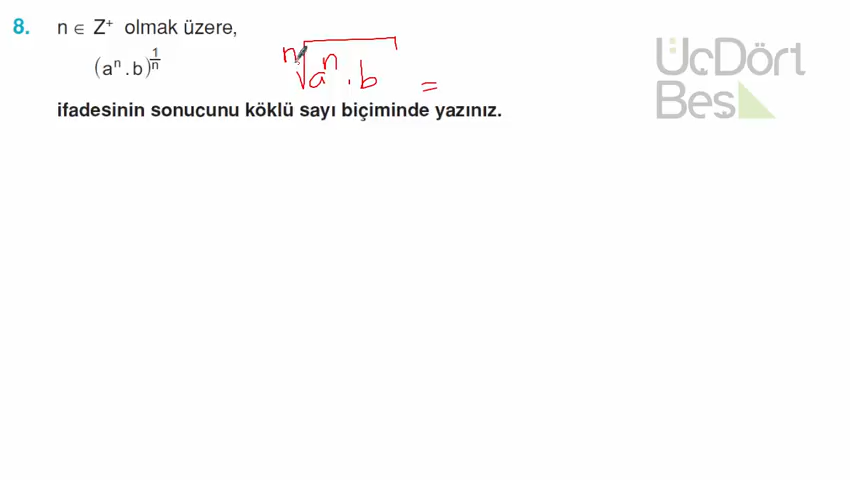 8. n ∈ Z⁺ olmak üzere,
(aⁿ . b)^(1/n)
ⁿ√(aⁿ . b) =
ifadesinin sonucunu köklü sayı biçiminde yazınız.
ÜçDört
Beş